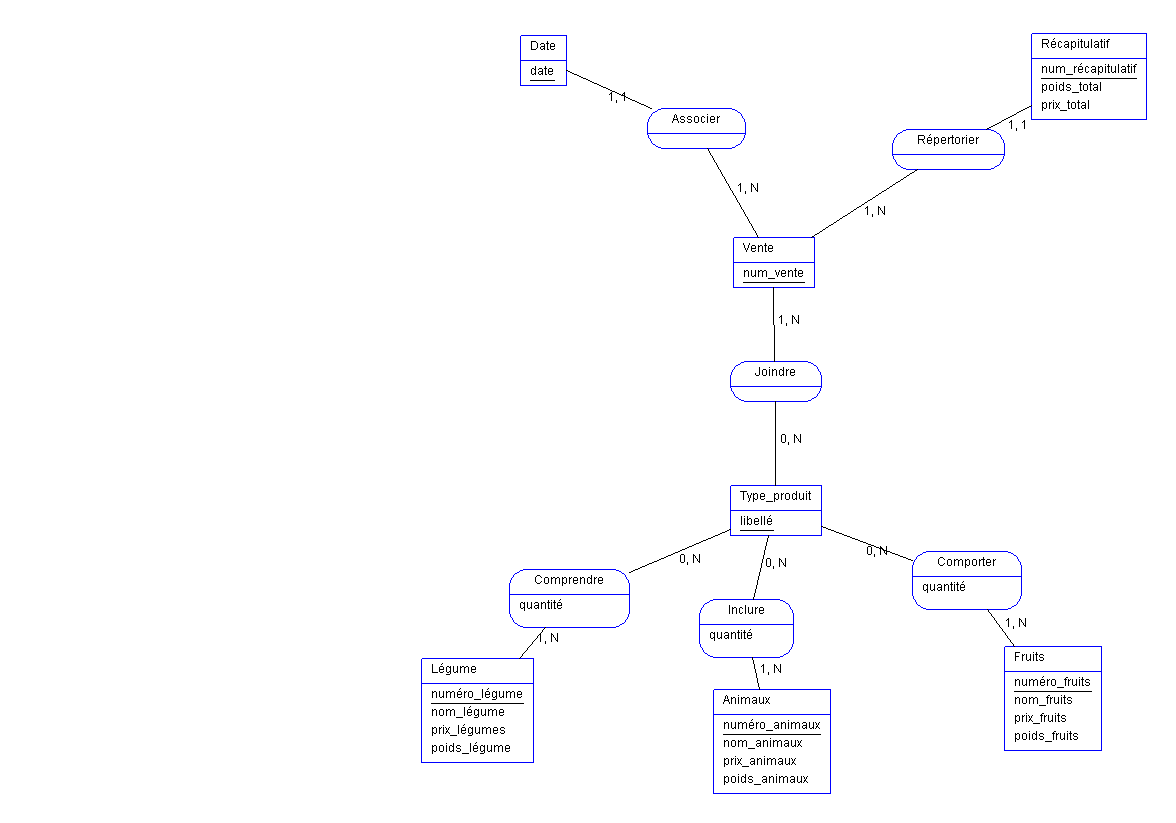 Date
date
1, 1
Associer
1, N
Récapitulatif
num_récapitulatif
poids_total
prix_total
1, 1
Répertorier
1, N
Vente
num_vente
1, N
Joindre
0, N
Type_produit
libellé
0, N
0, N
0, N
Comprendre
quantité
1, N
Inclure
quantité
1, N
Comporter
quantité
1, N
Légume
numéro_légume
nom_légume
prix_légumes
poids_légume
Animaux
numéro_animaux
nom_animaux
prix_animaux
poids_animaux
Fruits
numéro_fruits
nom_fruits
prix_fruits
poids_fruits